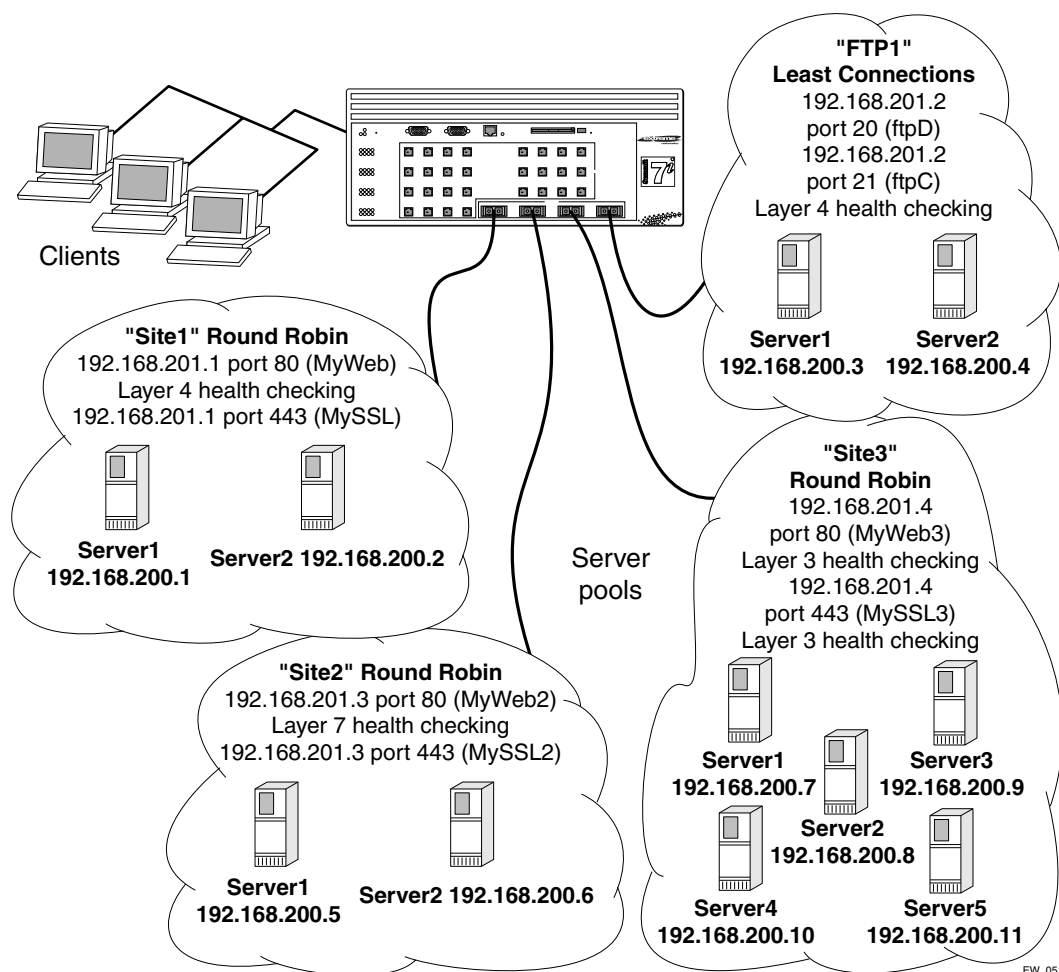 "FTP1"
Least Connections
192.168.201.2
port 20 (ftpD)
192.168.201.2
port 21 (ftpC)
Layer 4 health checking
Server1
192.168.200.3
Server2
192.168.200.4
7i
Clients
"Site1" Round Robin
192.168.201.1 port 80 (MyWeb)
Layer 4 health checking
192.168.201.1 port 443 (MySSL)
Server1
192.168.200.1
Server2 192.168.200.2
Server
pools
"Site3"
Round Robin
192.168.201.4
port 80 (MyWeb3)
Layer 3 health checking
192.168.201.4
port 443 (MySSL3)
Layer 3 health checking
Server1
192.168.200.7
Server3
192.168.200.9
Server2
192.168.200.8
Server4
192.168.200.10
Server5
192.168.200.11
"Site2" Round Robin
192.168.201.3 port 80 (MyWeb2)
Layer 7 health checking
192.168.201.3 port 443 (MySSL2)
Server1
192.168.200.5
Server2 192.168.200.6